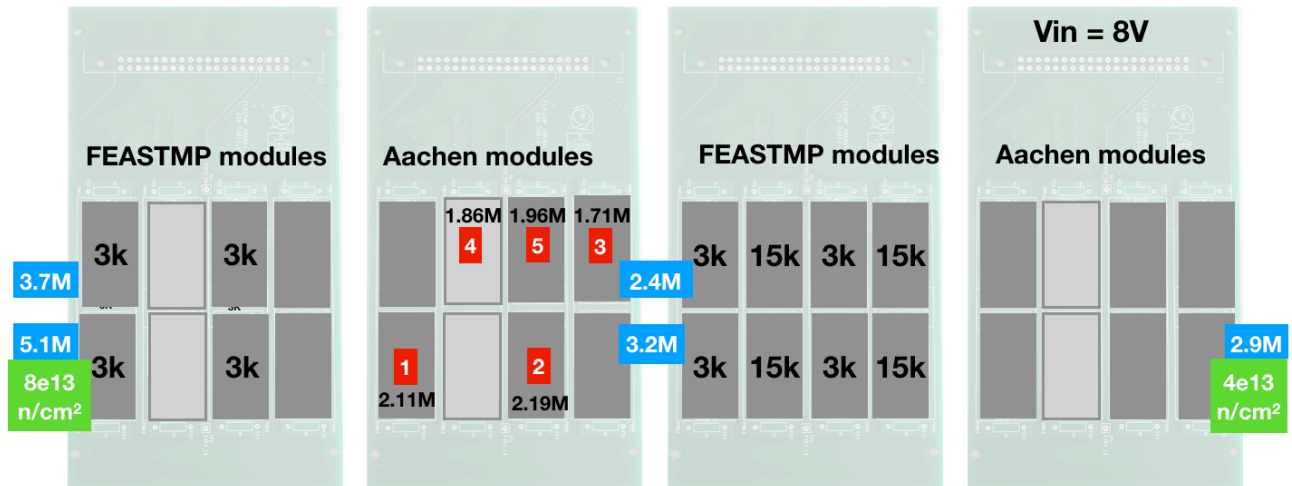 Vin = 8V
FEASTMP modules
Aachen modules
FEASTMP modules
Aachen modules
3k
3k
3.7M
3k
3k
5.1M
8e13
n/cm²
1.86M
1.96M
1.71M
4
5
3
1
2
2.11M
2.19M
2.4M
3k
15k
3k
15k
3.2M
3k
15k
3k
15k
2.9M
4e13
n/cm²